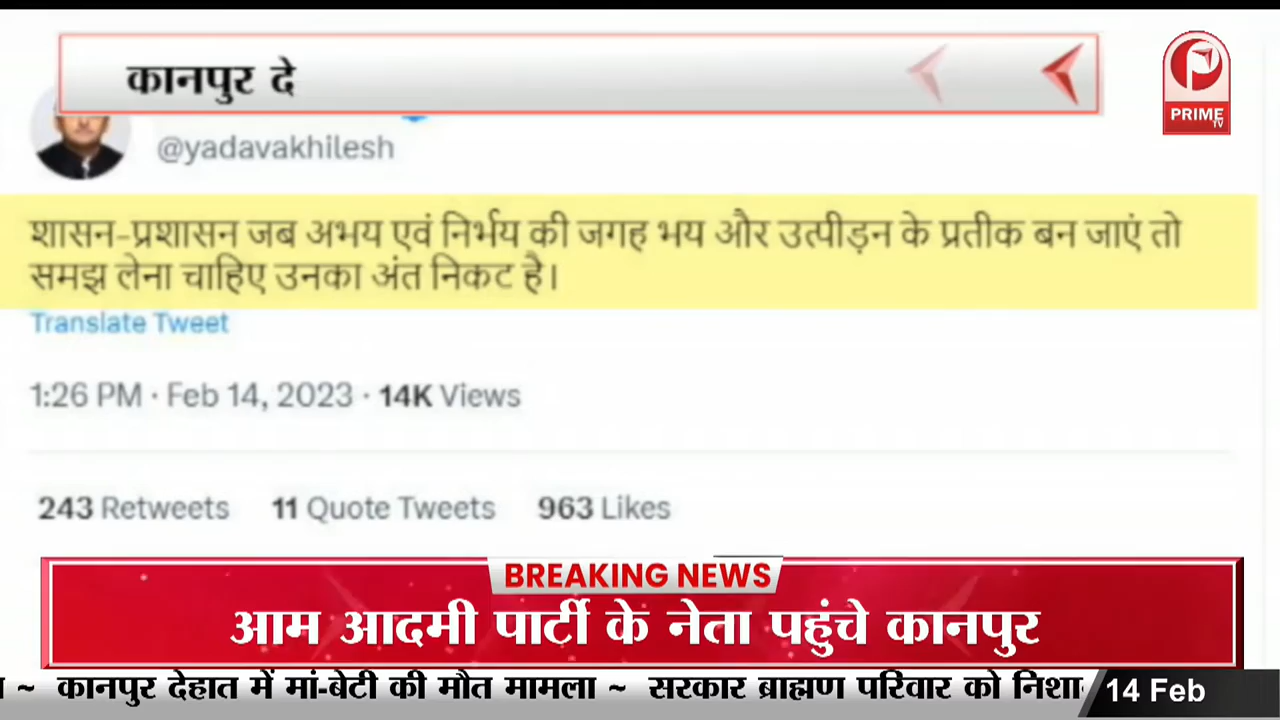 कानपुर दे
PRIME
TV
@yadavakhilesh
शासन-प्रशासन जब अभय एवं निर्भय की जगह भय और उत्पीड़न के प्रतीक बन जाएं तो
समझ लेना चाहिए उनका अंत निकट है।
Translate Tweet
1:26 PM · Feb 14, 2023 · 14K Views
243 Retweets 11 Quote Tweets 963 Likes
BREAKING NEWS
आम आदमी पार्टी के नेता पहुंचे कानपुर
~ कानपुर देहात में मां-बेटी की मौत मामला ~ सरकार ब्राह्मण परिवार को निशा
14 Feb